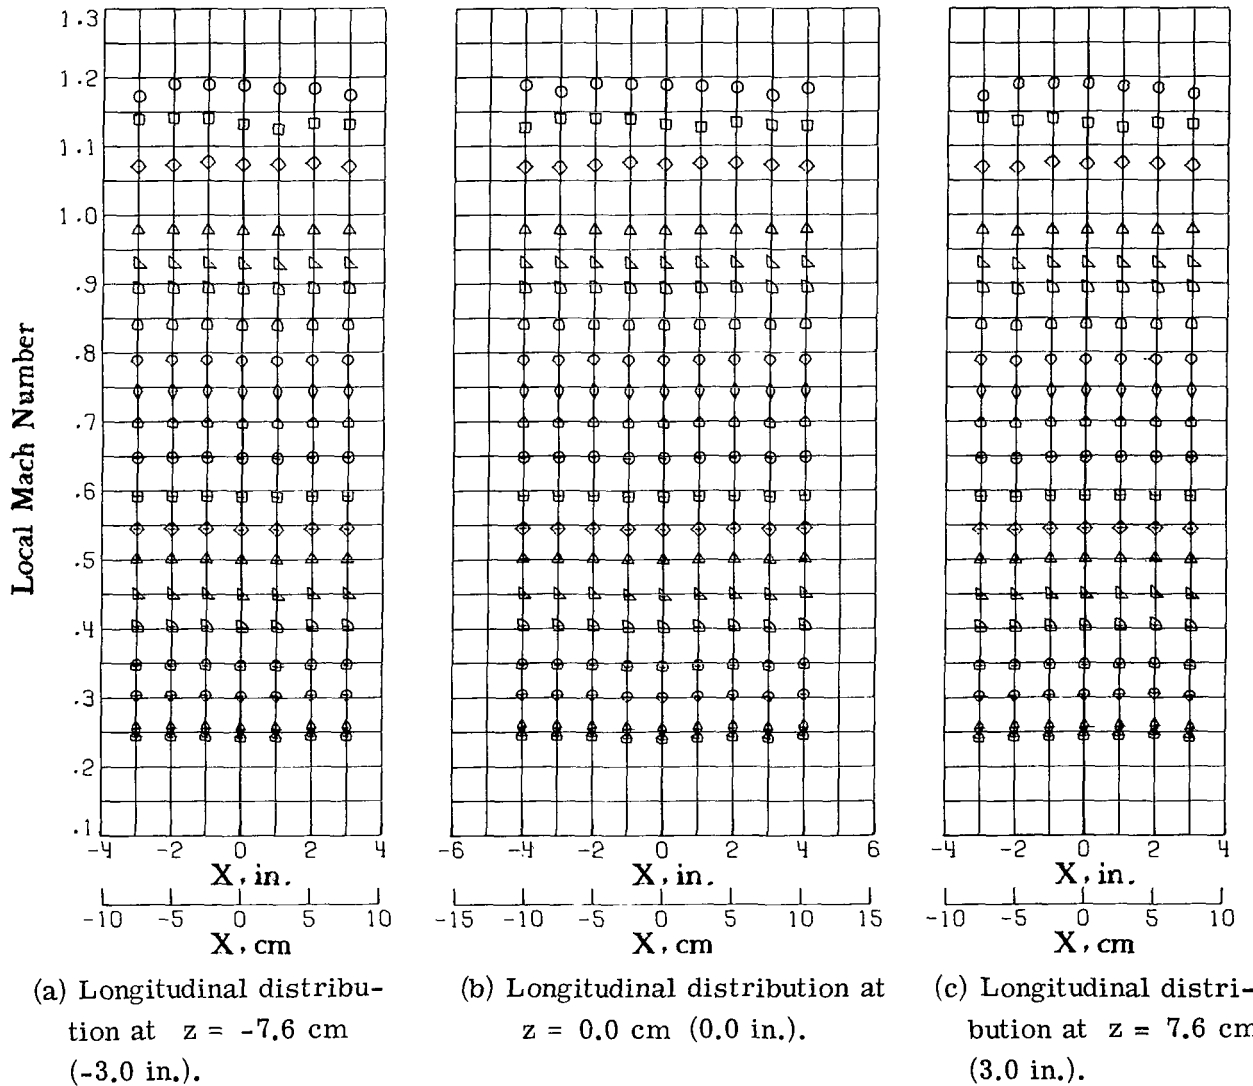 1.3
1.2
1.1
1.0
.9
.8
.7
.6
.5
.4
.3
.2
.1
Local Mach Number
-4 -2 0 2 4
X, in.
-10 -5 0 5 10
X, cm
(a) Longitudinal distribu-
tion at z = -7.6 cm
(-3.0 in.).
-6 -4 -2 0 2 4 6
X, in.
-15 -10 -5 0 5 10 15
X, cm
(b) Longitudinal distribution at
z = 0.0 cm (0.0 in.).
-4 -2 0 2 4
X, in.
-10 -5 0 5 10
X, cm
(c) Longitudinal distri-
bution at z = 7.6 cm
(3.0 in.).